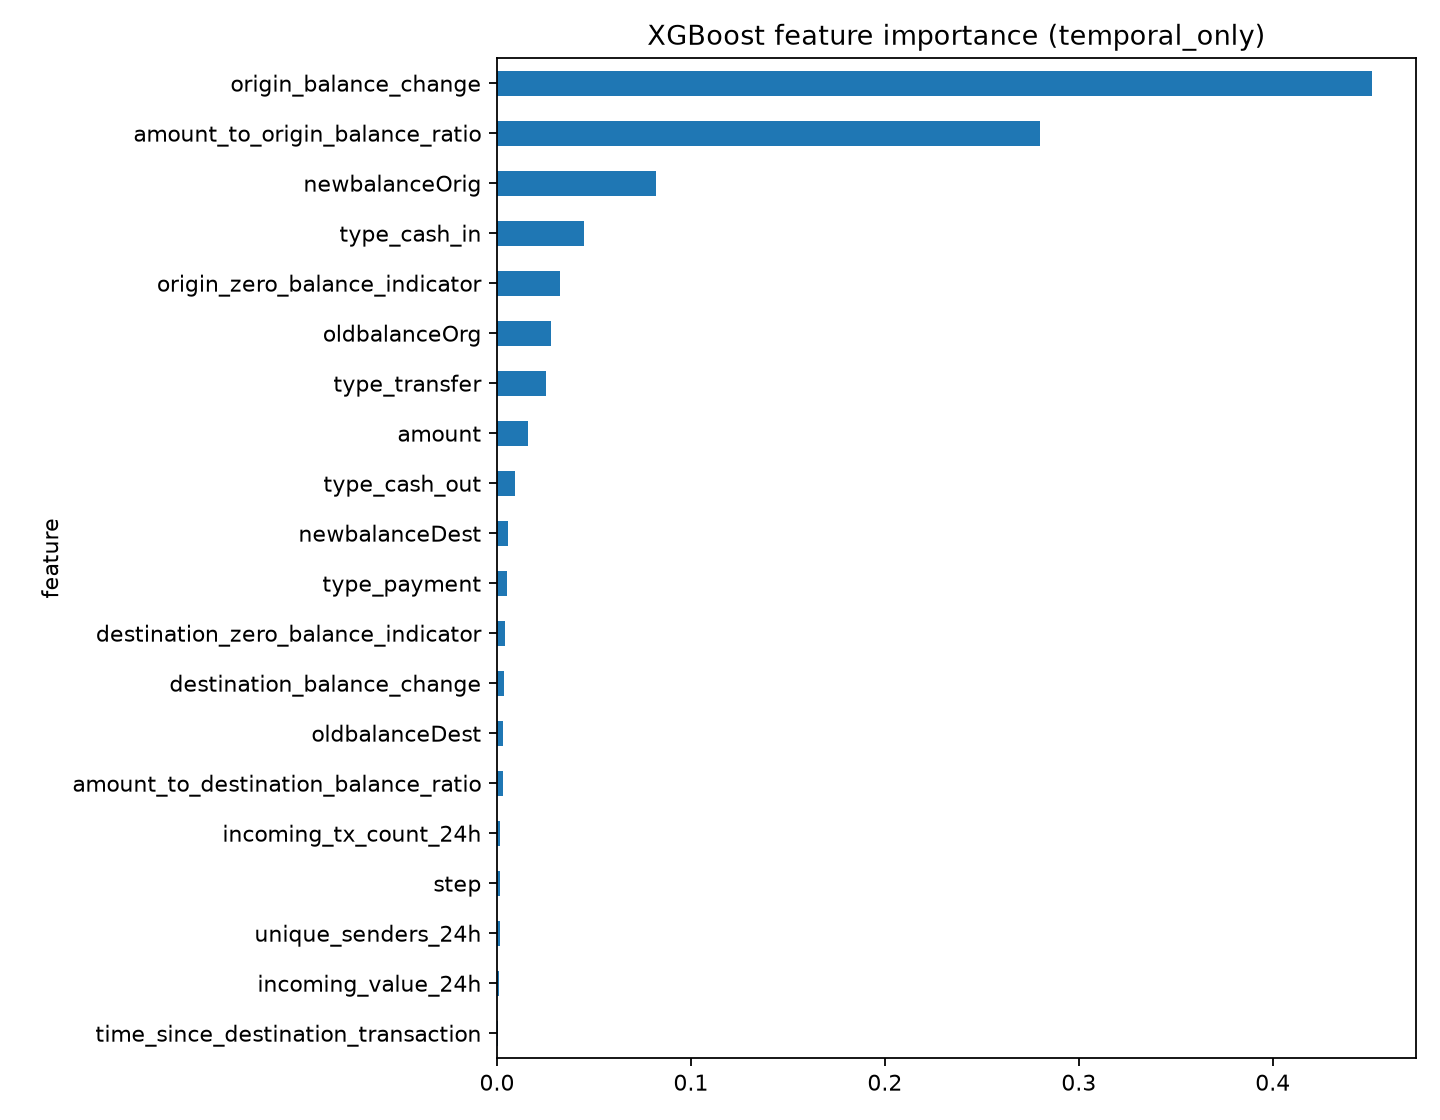 XGBoost feature importance (temporal_only)
origin_balance_change
amount_to_origin_balance_ratio
newbalanceOrig
type_cash_in
origin_zero_balance_indicator
oldbalanceOrg
type_transfer
amount
type_cash_out
newbalanceDest
type_payment
destination_zero_balance_indicator
destination_balance_change
oldbalanceDest
amount_to_destination_balance_ratio
incoming_tx_count_24h
step
unique_senders_24h
incoming_value_24h
time_since_destination_transaction
feature
0.0 0.1 0.2 0.3 0.4